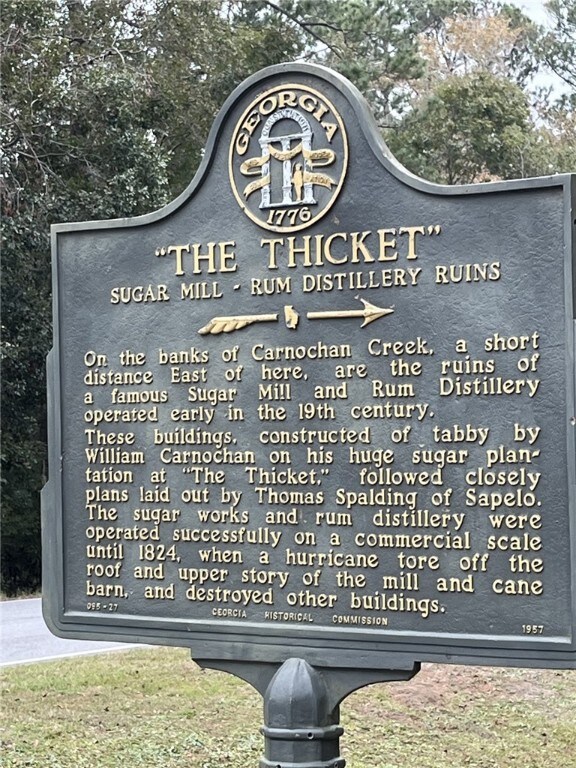 GEORGIA
CONSTITUTION
1776
"THE THICKET"
SUGAR MILL - RUM DISTILLERY RUINS
On the banks of Carnochan Creek, a short
distance East of here, are the ruins of
a famous Sugar Mill and Rum Distillery
operated early in the 19th century.
These buildings, constructed of tabby by
William Carnochan on his huge sugar plan-
tation at "The Thicket," followed closely
plans laid out by Thomas Spalding of Sapelo.
The sugar works and rum distillery were
operated successfully on a commercial scale
until 1824, when a hurricane tore off the
roof and upper story of the mill and cane
barn, and destroyed other buildings.
095-27 GEORGIA HISTORICAL COMMISSION 1957